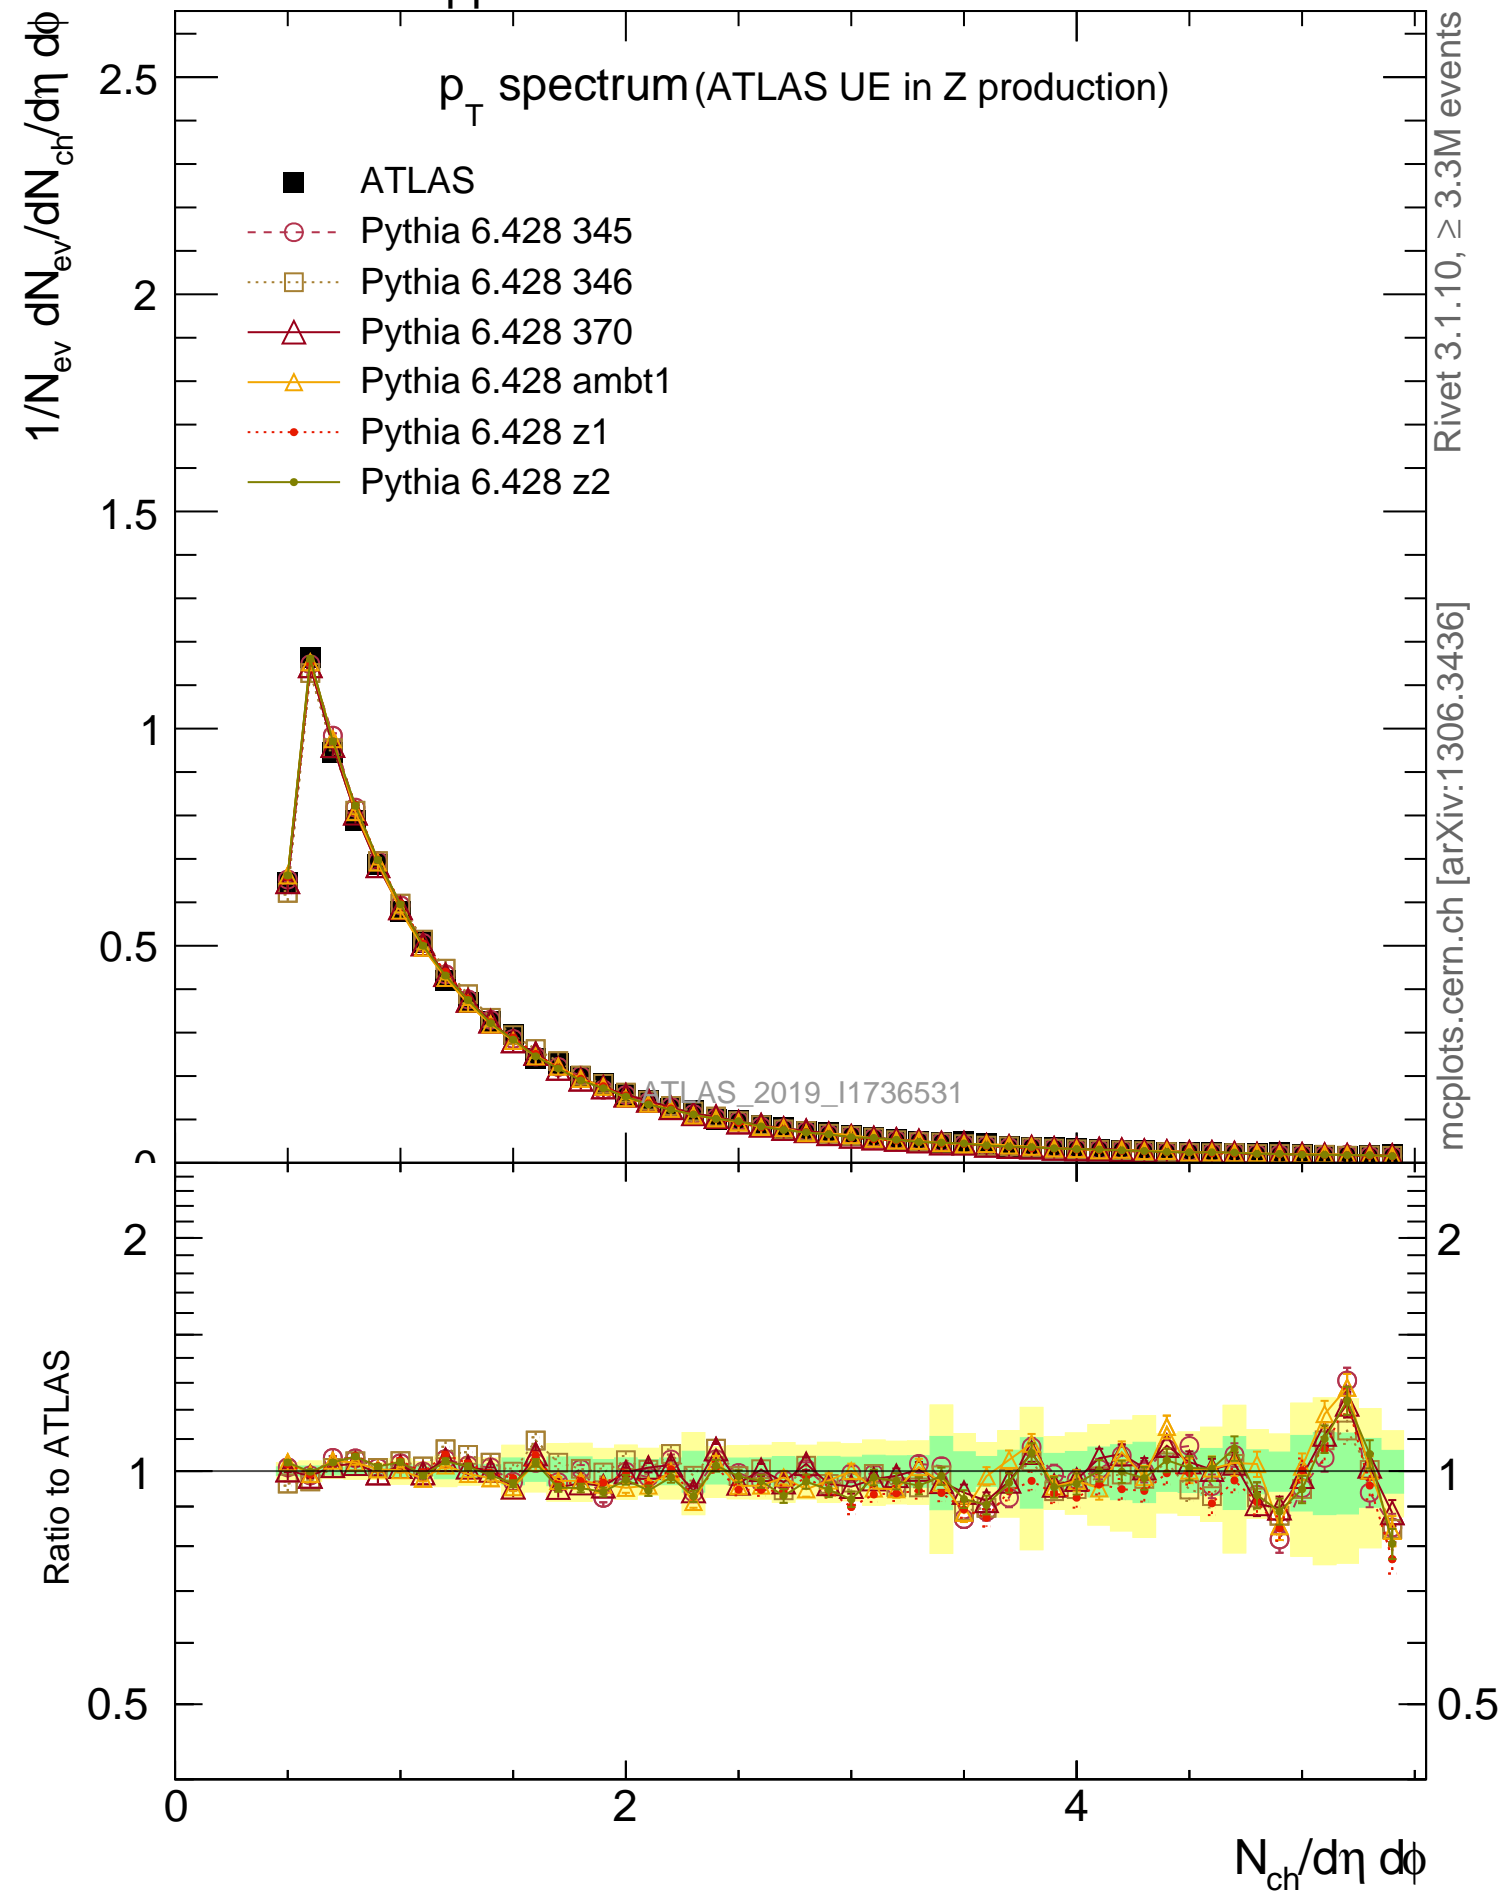 p_T spectrum (ATLAS UE in Z production)
1/N_ev dN_ev/dN_ch/dη dϕ
ATLAS
Pythia 6.428 345
Pythia 6.428 346
Pythia 6.428 370
Pythia 6.428 ambt1
Pythia 6.428 z1
Pythia 6.428 z2
2.5
2
1.5
1
0.5
0
ATLAS_2019_I1736531
Rivet 3.1.10, ≥ 3.3M events
mcplots.cern.ch [arXiv:1306.3436]
Ratio to ATLAS
2
1
0.5
2
1
0.5
0
2
4
N_ch/dη dϕ